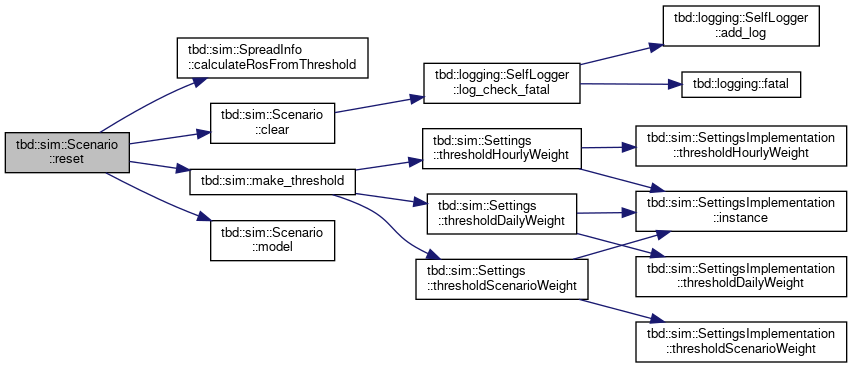 tbd::sim::Scenario
::reset
tbd::sim::SpreadInfo
::calculateRosFromThreshold
tbd::sim::Scenario
::clear
tbd::sim::make_threshold
tbd::sim::Scenario
::model
tbd::logging::SelfLogger
::log_check_fatal
tbd::sim::Settings
::thresholdHourlyWeight
tbd::sim::Settings
::thresholdDailyWeight
tbd::sim::Settings
::thresholdScenarioWeight
tbd::logging::SelfLogger
::add_log
tbd::logging::fatal
tbd::sim::SettingsImplementation
::thresholdHourlyWeight
tbd::sim::SettingsImplementation
::instance
tbd::sim::SettingsImplementation
::thresholdDailyWeight
tbd::sim::SettingsImplementation
::thresholdScenarioWeight